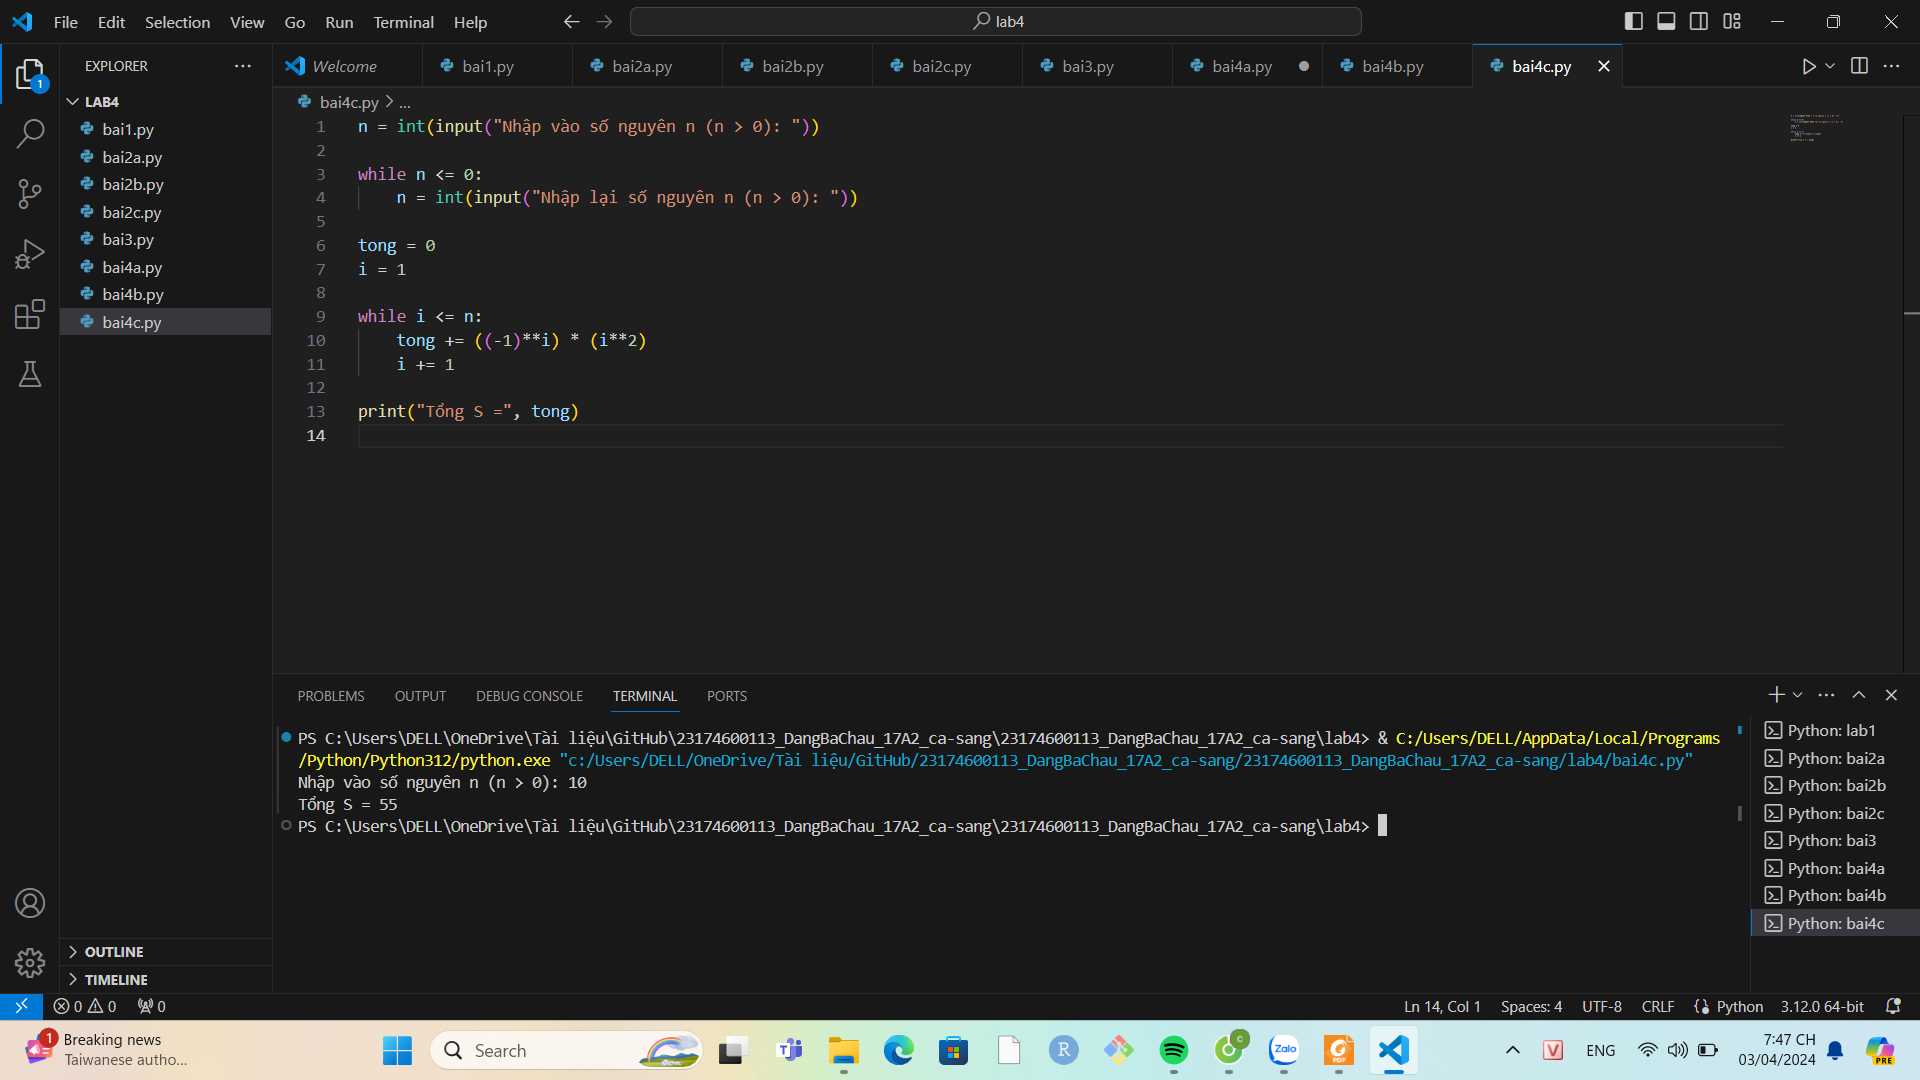 File Edit Selection View Go Run Terminal Help
lab4
EXPLORER
Welcome
bai1.py
bai2a.py
bai2b.py
bai2c.py
bai3.py
bai4a.py
bai4b.py
bai4c.py
1
LAB4
bai1.py
bai2a.py
bai2b.py
bai2c.py
bai3.py
bai4a.py
bai4b.py
bai4c.py
OUTLINE
TIMELINE
bai4c.py > ...
1 n = int(input("Nhập vào số nguyên n (n > 0): "))
2
3 while n <= 0:
4 n = int(input("Nhập lại số nguyên n (n > 0): "))
5
6 tong = 0
7 i = 1
8
9 while i <= n:
10 tong += ((-1)**i) * (i**2)
11 i += 1
12
13 print("Tổng S =", tong)
14
PROBLEMS OUTPUT DEBUG CONSOLE TERMINAL PORTS
PS C:\Users\DELL\OneDrive\Tài liệu\GitHub\23174600113_DangBaChau_17A2_ca-sang\23174600113_DangBaChau_17A2_ca-sang\lab4> & C:/Users/DELL/AppData/Local/Programs
/Python/Python312/python.exe "c:/Users/DELL/OneDrive/Tài liệu/GitHub/23174600113_DangBaChau_17A2_ca-sang/23174600113_DangBaChau_17A2_ca-sang/lab4/bai4c.py"
Nhập vào số nguyên n (n > 0): 10
Tổng S = 55
PS C:\Users\DELL\OneDrive\Tài liệu\GitHub\23174600113_DangBaChau_17A2_ca-sang\23174600113_DangBaChau_17A2_ca-sang\lab4>
Python: lab1
Python: bai2a
Python: bai2b
Python: bai2c
Python: bai3
Python: bai4a
Python: bai4b
Python: bai4c
0 0 0
Ln 14, Col 1 Spaces: 4 UTF-8 CRLF Python 3.12.0 64-bit
1
Breaking news
Taiwanese autho...
Search
R
C
Zalo
PDF
V
ENG
7:47 CH
03/04/2024
PRE